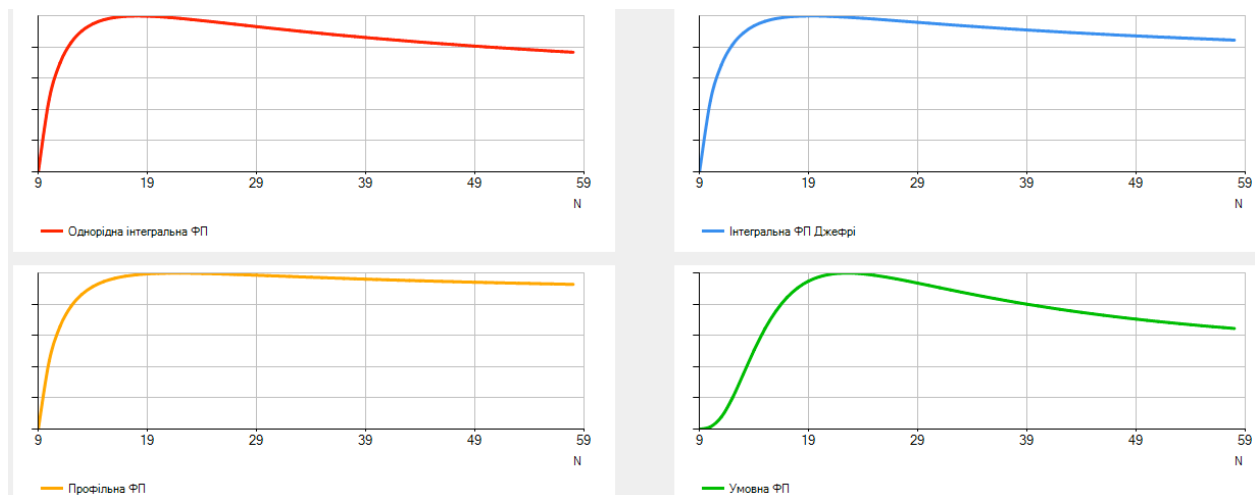 9 19 29 39 49 59
N
Однорідна інтегральна ФП
9 19 29 39 49 59
N
Інтегральна ФП Джефрі
9 19 29 39 49 59
N
Профільна ФП
9 19 29 39 49 59
N
Умовна ФП